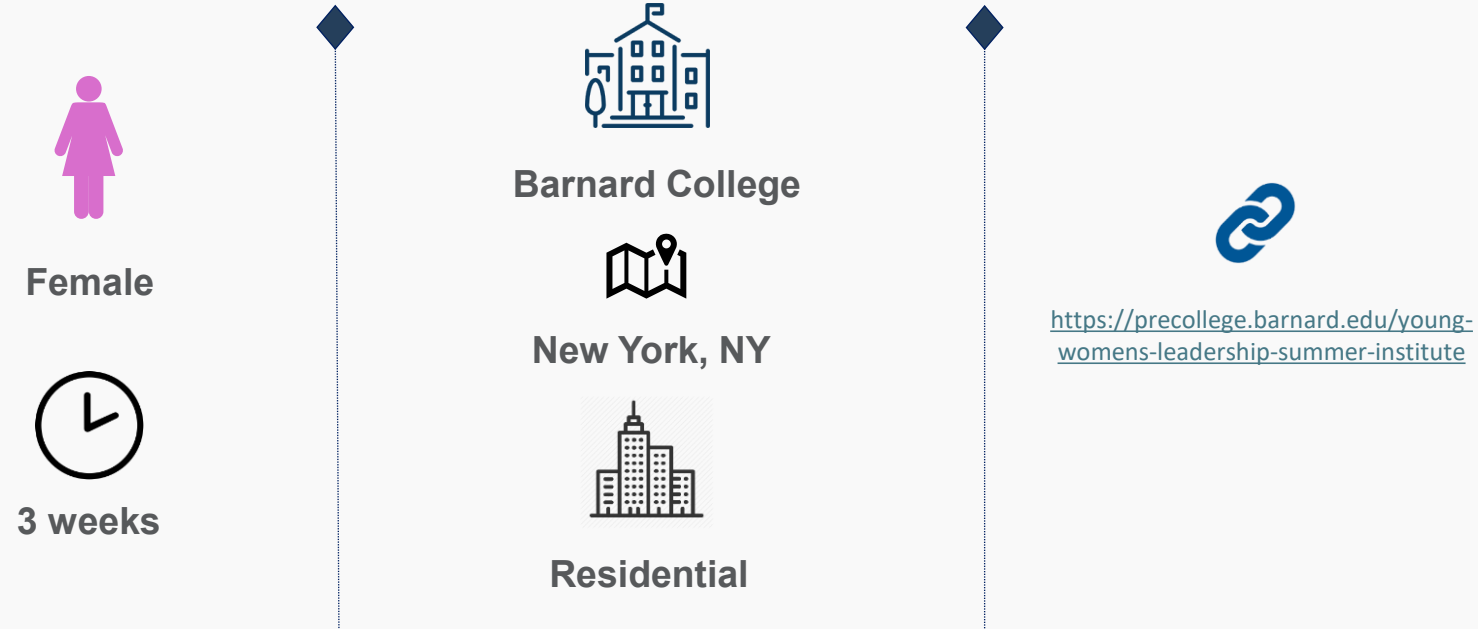 Female
3 weeks
Barnard College
New York, NY
Residential
https://precollege.barnard.edu/young-
womens-leadership-summer-institute